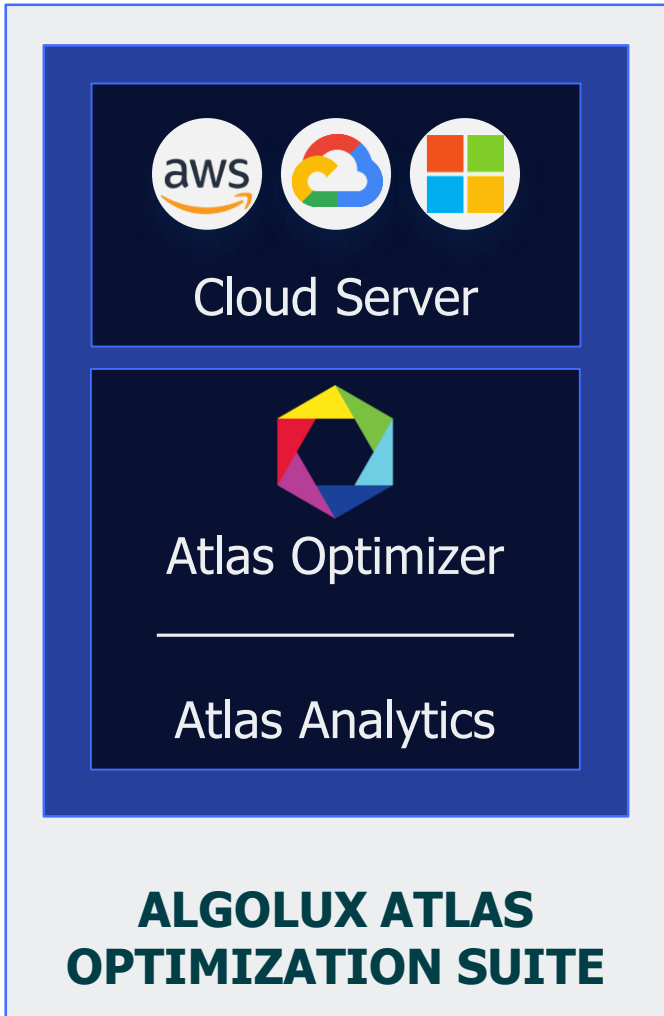 aws
Cloud Server
Atlas Optimizer
Atlas Analytics
ALGOLUX ATLAS
OPTIMIZATION SUITE